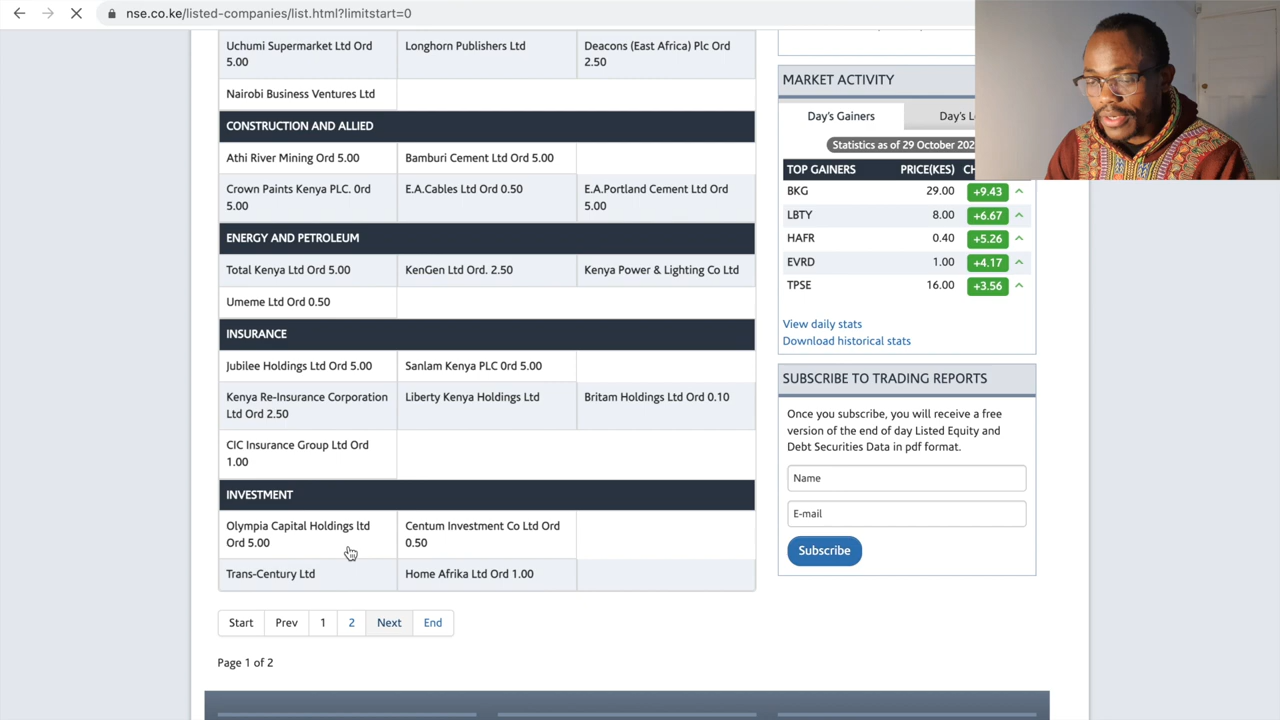 nse.co.ke/listed-companies/list.html?limitstart=0
Uchumi Supermarket Ltd Ord
5.00
Longhorn Publishers Ltd
Deacons (East Africa) Plc Ord
2.50
Nairobi Business Ventures Ltd
CONSTRUCTION AND ALLIED
Athi River Mining Ord 5.00
Bamburi Cement Ltd Ord 5.00
Crown Paints Kenya PLC. 0rd
5.00
E.A.Cables Ltd Ord 0.50
E.A.Portland Cement Ltd Ord
5.00
ENERGY AND PETROLEUM
Total Kenya Ltd Ord 5.00
KenGen Ltd Ord. 2.50
Kenya Power & Lighting Co Ltd
Umeme Ltd Ord 0.50
INSURANCE
Jubilee Holdings Ltd Ord 5.00
Sanlam Kenya PLC 0rd 5.00
Kenya Re-Insurance Corporation
Ltd Ord 2.50
Liberty Kenya Holdings Ltd
Britam Holdings Ltd Ord 0.10
CIC Insurance Group Ltd Ord
1.00
INVESTMENT
Olympia Capital Holdings ltd
Ord 5.00
Centum Investment Co Ltd Ord
0.50
Trans-Century Ltd
Home Afrika Ltd Ord 1.00
Start Prev 1 2 Next End
Page 1 of 2
MARKET ACTIVITY
Day's Gainers
Day's L
Statistics as of 29 October 202
TOP GAINERS PRICE(KES) CH
BKG 29.00 +9.43
LBTY 8.00 +6.67
HAFR 0.40 +5.26
EVRD 1.00 +4.17
TPSE 16.00 +3.56
View daily stats
Download historical stats
SUBSCRIBE TO TRADING REPORTS
Once you subscribe, you will receive a free
version of the end of day Listed Equity and
Debt Securities Data in pdf format.
Name
E-mail
Subscribe